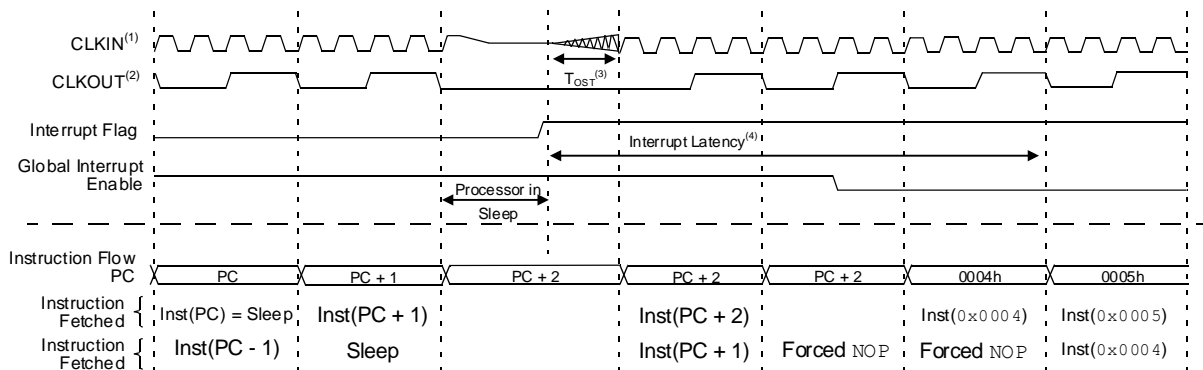 CLKIN(1)
CLKOUT(2)
TOST(3)
Interrupt Flag
Interrupt Latency(4)
Global Interrupt
Enable
Processor in
Sleep
Instruction Flow
PC
PC
PC + 1
PC + 2
PC + 2
PC + 2
0004h
0005h
Instruction
Fetched
Inst(PC) = Sleep
Inst(PC + 1)
Inst(PC + 2)
Inst(0x0004)
Inst(0x0005)
Instruction
Fetched
Inst(PC - 1)
Sleep
Inst(PC + 1)
Forced NOP
Forced NOP
Inst(0x0004)